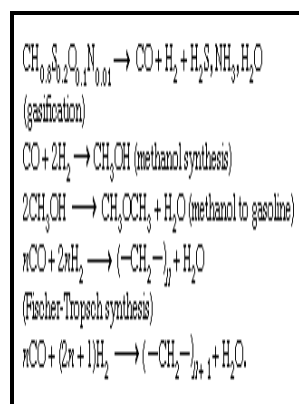 CH₀.₈S₀.₂O₀.₁N₀.₀₁ → CO + H₂ + H₂S, NH₃, H₂O
(gasification)
CO + 2H₂ → CH₃OH (methanol synthesis)
2CH₃OH → CH₃OCH₃ + H₂O (methanol to gasoline)
nCO + 2nH₂ → (−CH₂−)ₙ + H₂O
(Fischer-Tropsch synthesis)
nCO + (2n + 1)H₂ → (−CH₂−)ₙ₊₁ + H₂O.